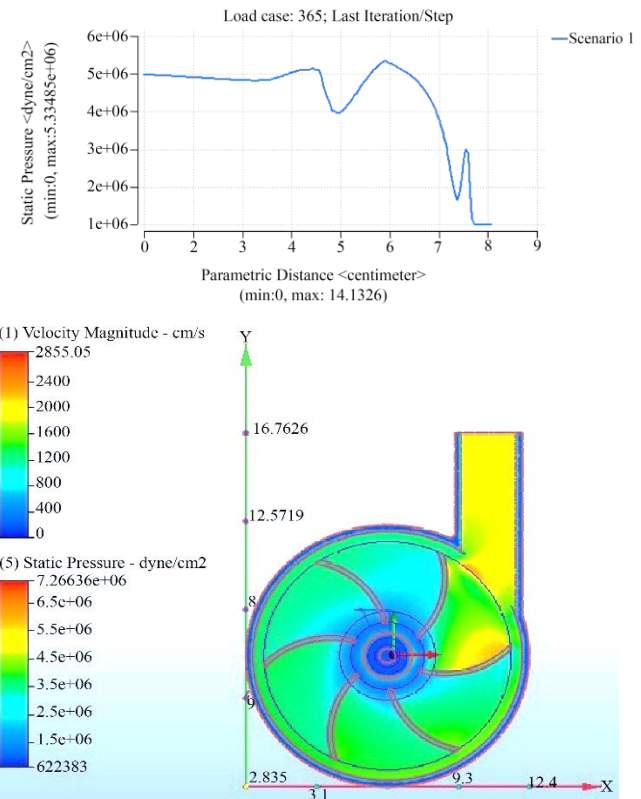 Load case: 365; Last Iteration/Step
Static Pressure <dyne/cm2>
(min:0, max:5.33485e+06)
6e+06
5e+06
4e+06
3e+06
2e+06
1e+06
Scenario 1
0 1 2 3 4 5 6 7 8 9
Parametric Distance <centimeter>
(min:0, max: 14.1326)
(1) Velocity Magnitude - cm/s
2855.05
2400
2000
1600
1200
800
400
0
(5) Static Pressure - dyne/cm2
7.26636e+06
6.5e+06
5.5e+06
4.5e+06
3.5e+06
2.5e+06
1.5e+06
622383
Y
16.7626
12.5719
8
9
2.835
3.1
9.3
12.4
X